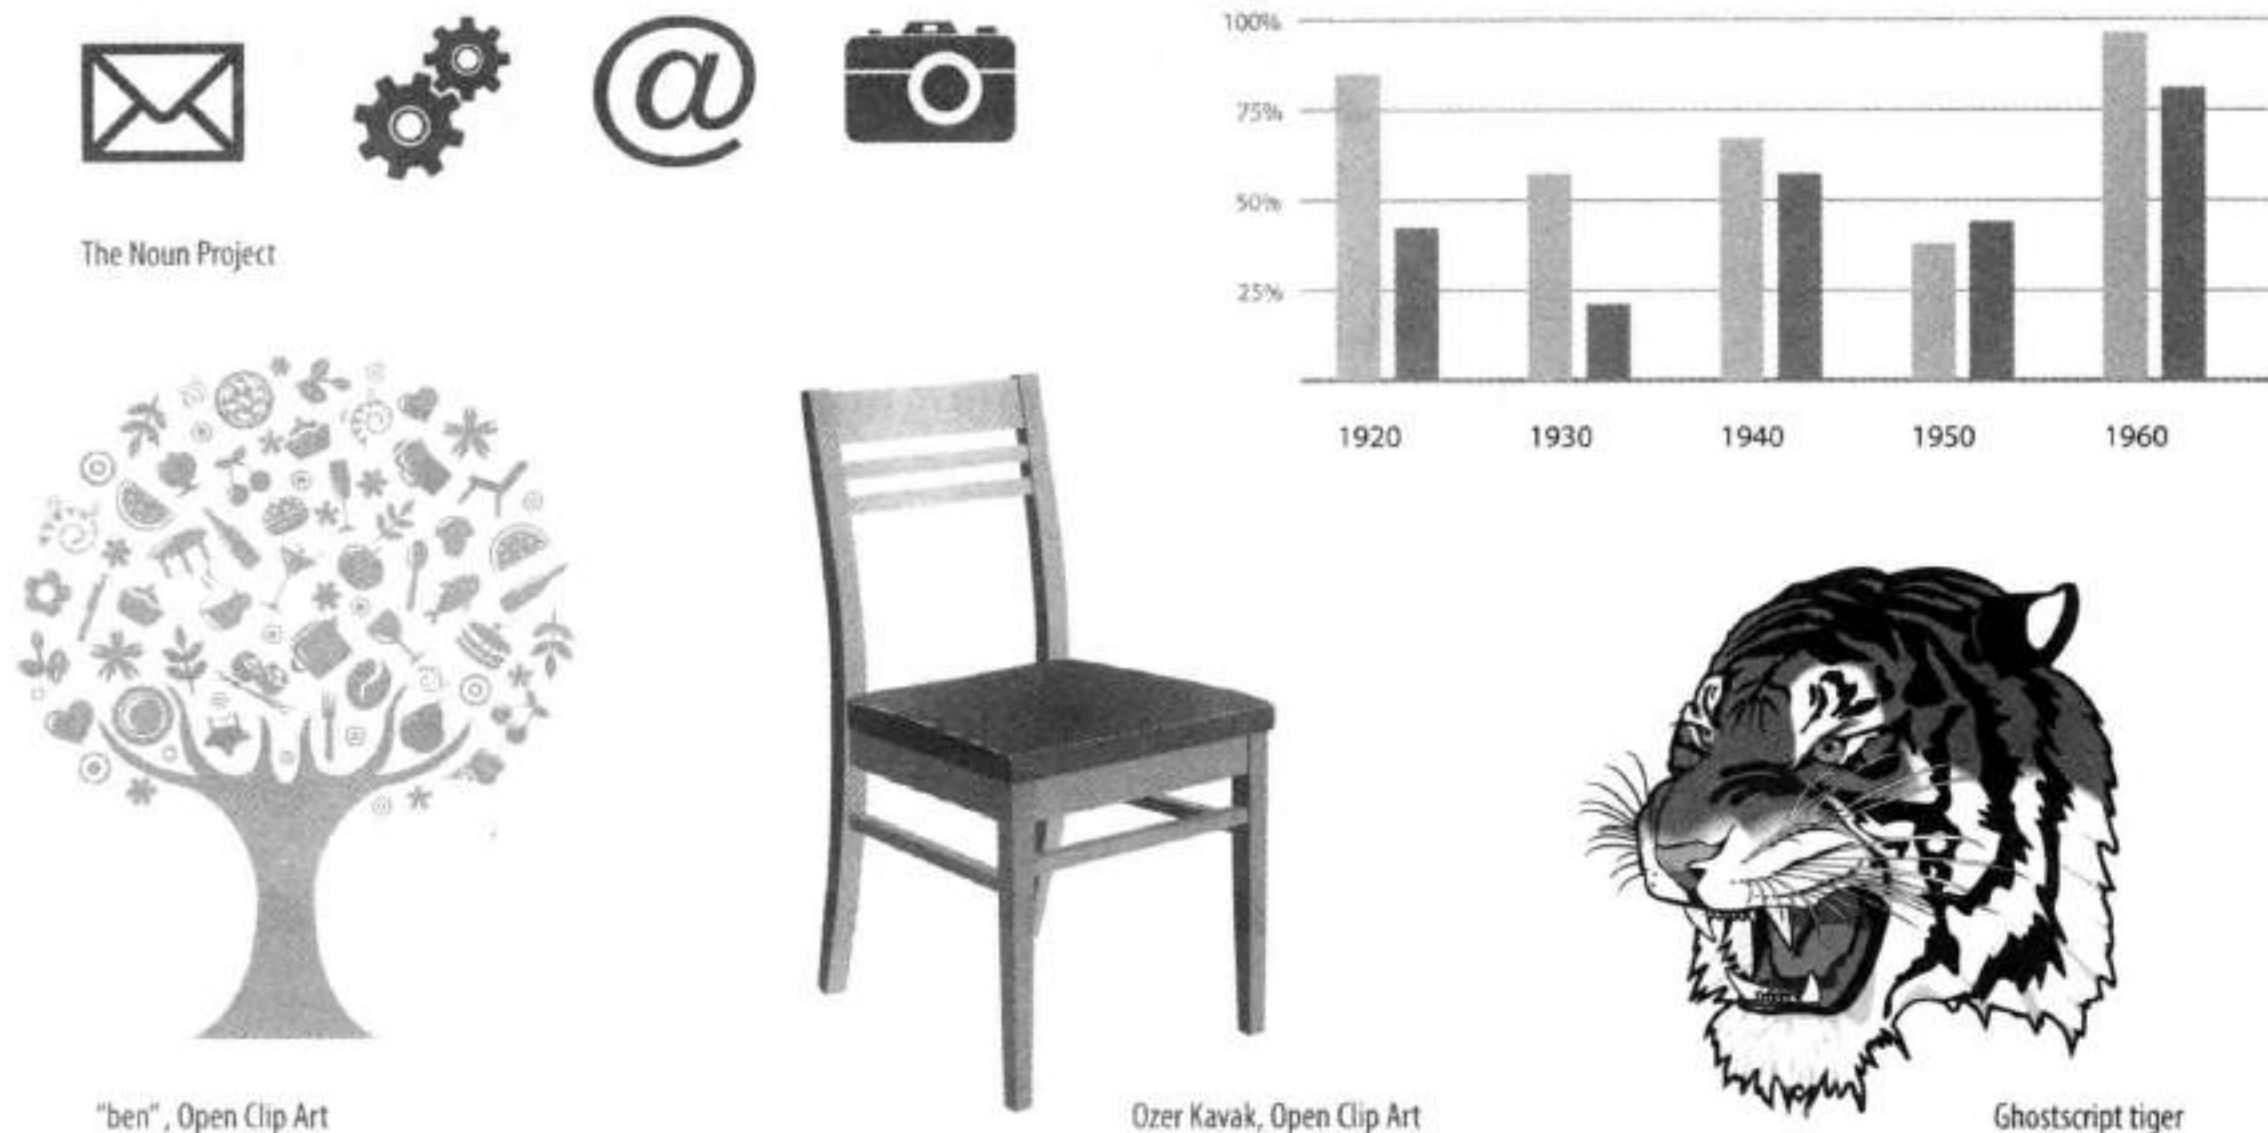 @
The Noun Project
100%
75%
50%
25%
1920 1930 1940 1950 1960
"ben", Open Clip Art
Ozer Kavak, Open Clip Art
Ghostscript tiger